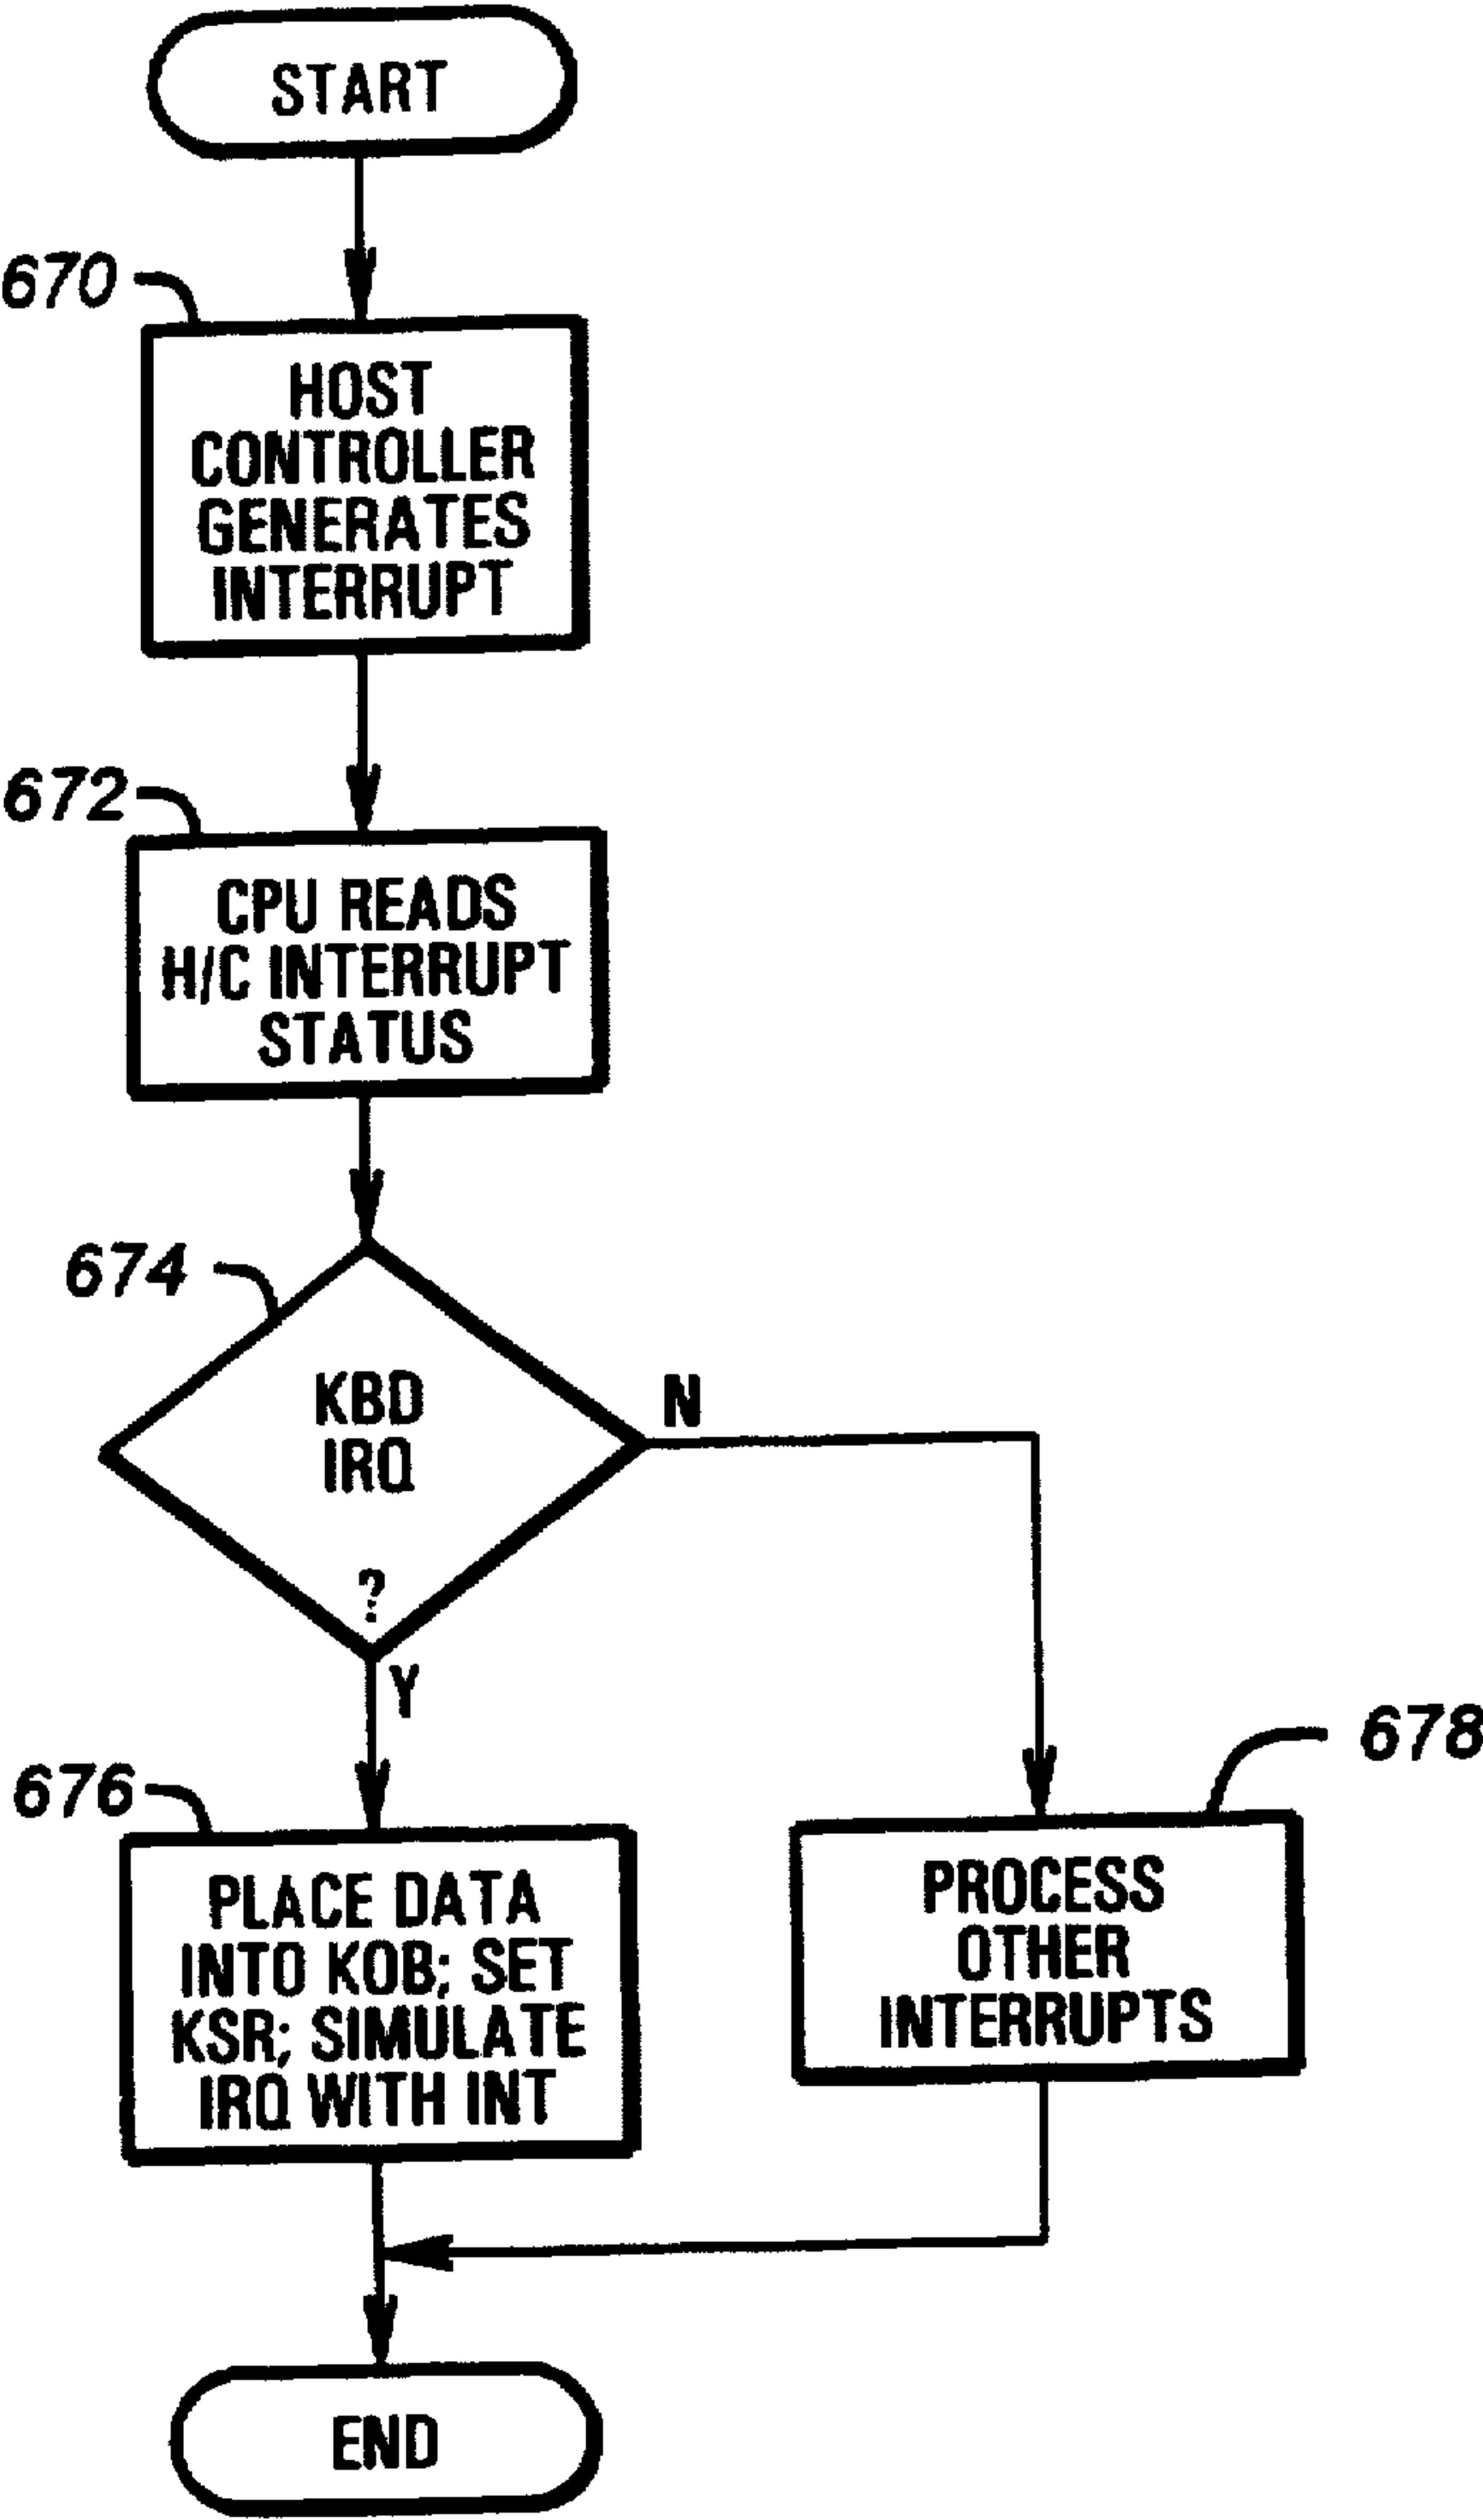 START
670
HOST
CONTROLLER
GENERATES
INTERRUPT
672
CPU READS
H/C INTERRUPT
STATUS
674
KBD
IRQ
?
N
Y
676
PLACE DATA
INTO KOB; SET
KSR; SIMULATE
IRQ WITH INT
678
PROCESS
OTHER
INTERRUPTS
END